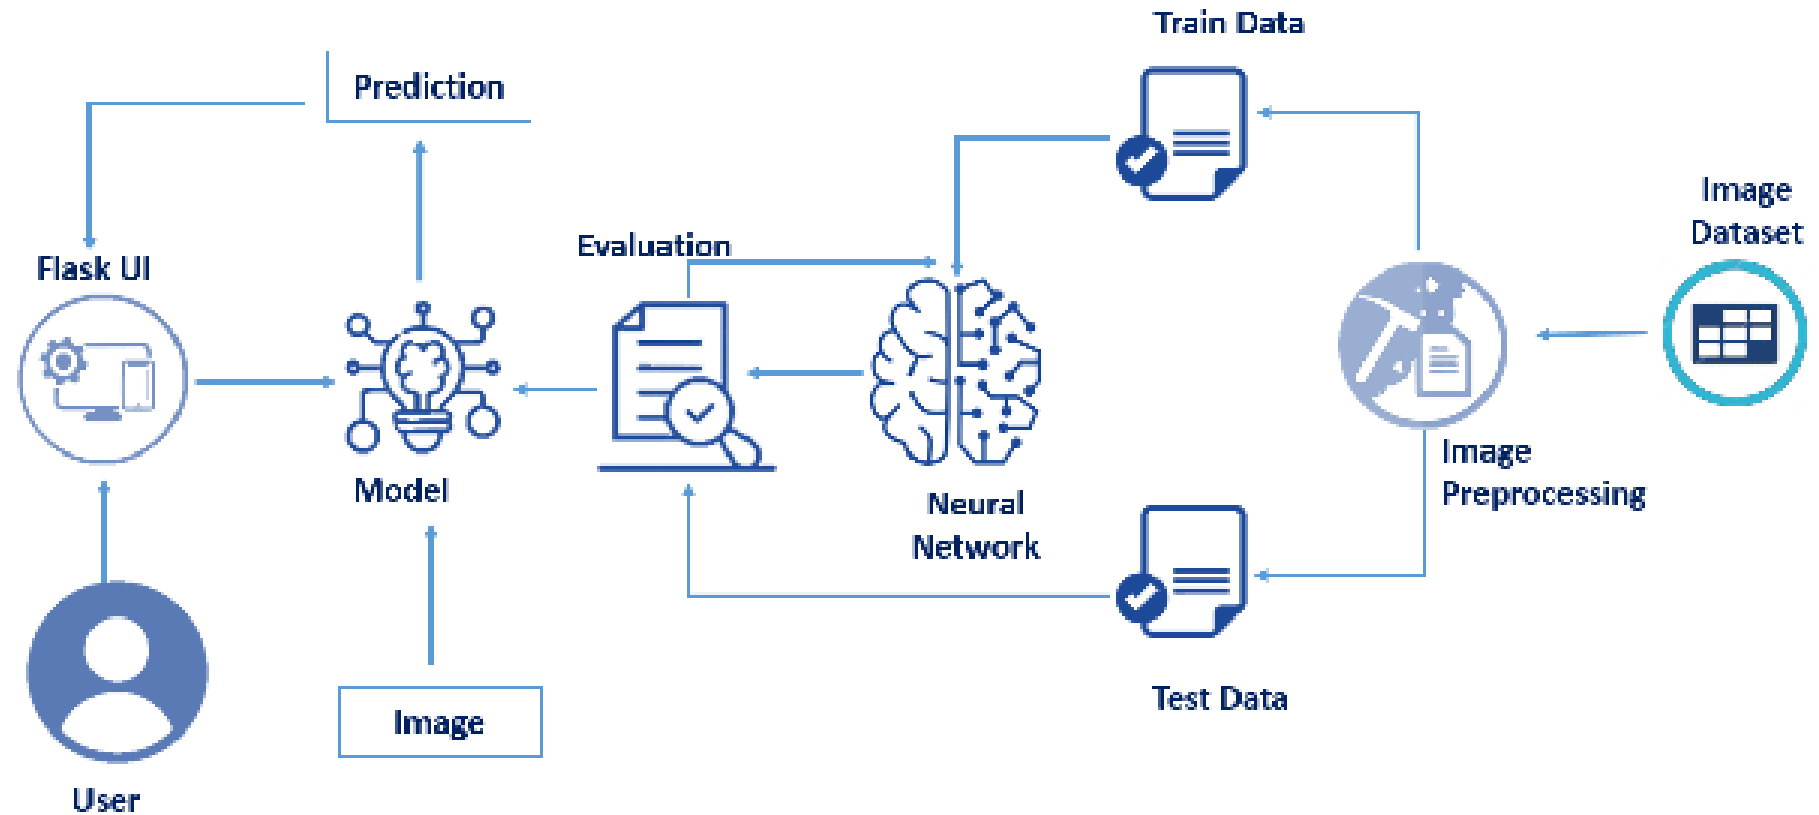 Train Data
Prediction
Image
Dataset
Evaluation
Flask UI
Image
Preprocessing
Model
Neural
Network
Test Data
Image
User